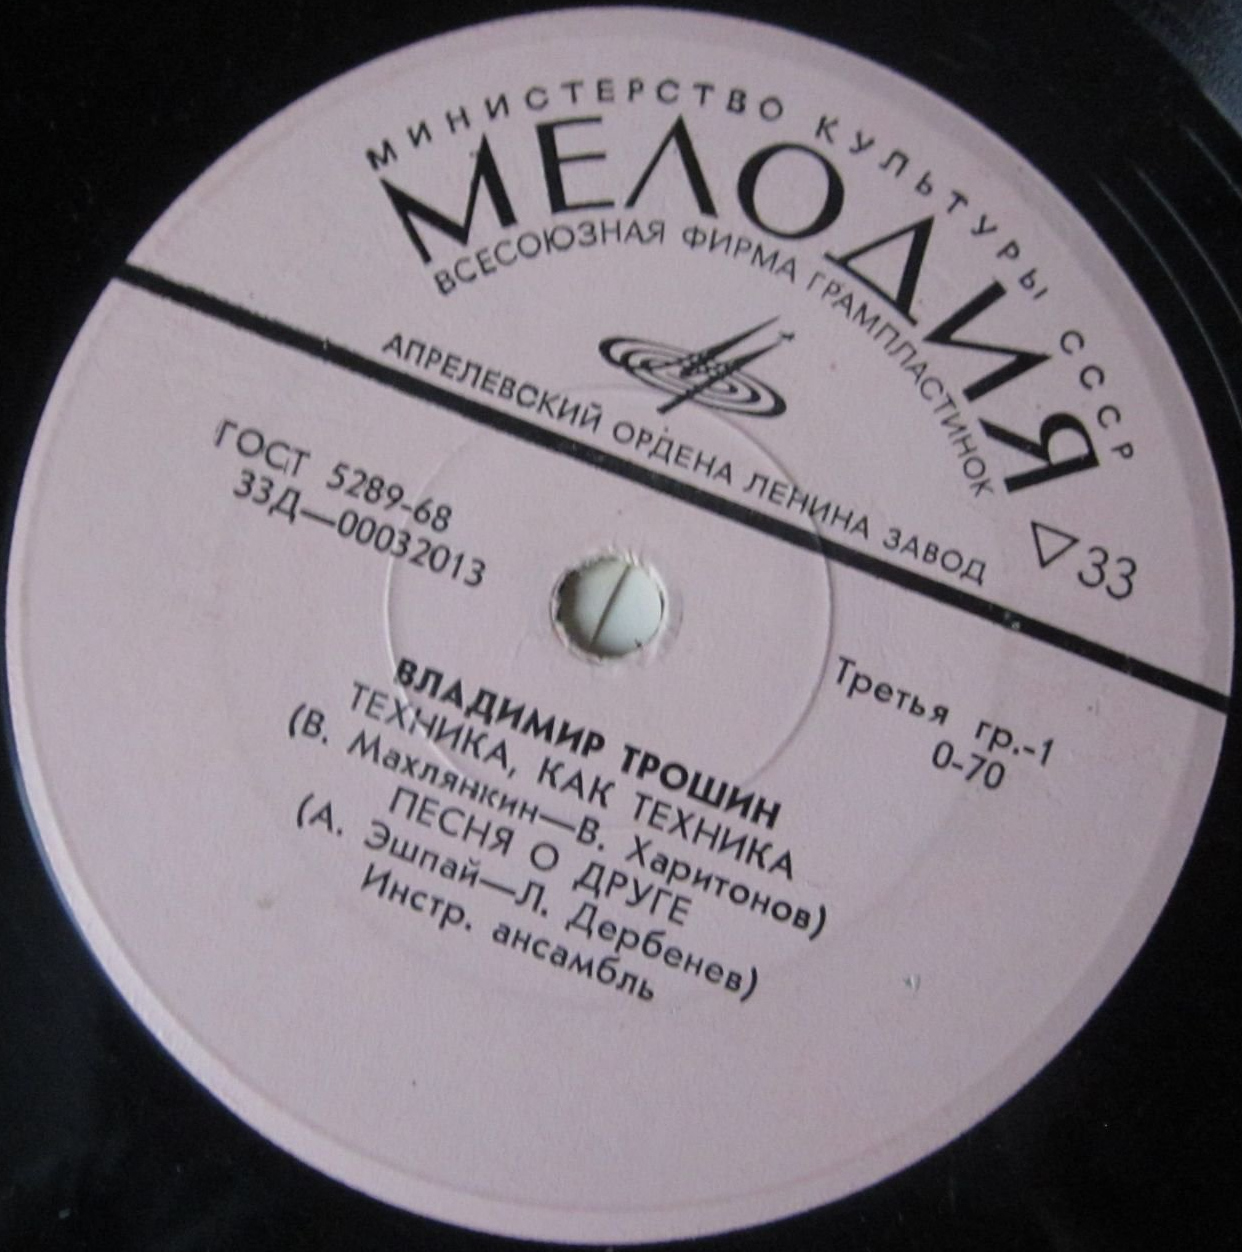 МИНИСТЕРСТВО КУЛЬТУРЫ СССР
МЕЛОДИЯ
ВСЕСОЮЗНАЯ ФИРМА ГРАМПЛАСТИНОК
АПРЕЛЕВСКИЙ ОРДЕНА ЛЕНИНА ЗАВОД
▽33
ГОСТ 5289-68
33Д—00032013
Третья гр.-1
0-70
ВЛАДИМИР ТРОШИН
ТЕХНИКА, КАК ТЕХНИКА
(В. Махлянкин—В. Харитонов)
ПЕСНЯ О ДРУГЕ
(А. Эшпай—Л. Дербенев)
Инстр. ансамбль